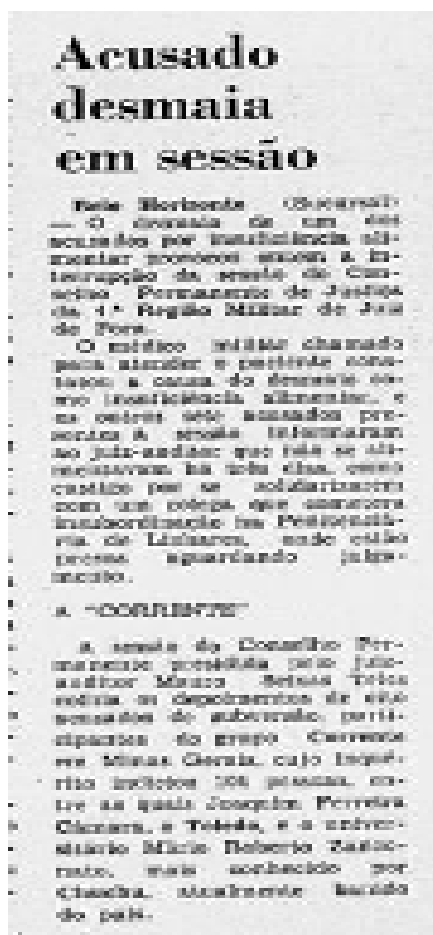 Acusado
desmaia
em sessão
Belo Horizonte (Sucursal)
— O desmaio de um dos
acusados por insuficiência ali-
mentar provocou ontem a in-
terrupção da sessão do Con-
selho Permanente de Justiça
da 4.ª Região Militar de Juiz
de Fora.
O médico militar chamado
para atender o paciente cons-
tatou a causa do desmaio co-
mo insuficiência alimentar, e
os outros sete acusados pre-
sentes à sessão informaram
ao juiz-auditor que não se ali-
mentavam há três dias, como
castigo por se solidarizarem
com um colega que cometera
insubordinação na Penitenciá-
ria de Linhares, onde estão
presos aguardando julga-
mento.
A "CORRENTE"
A sessão do Conselho Per-
manente presidida pelo juiz-
auditor Mauro Seixas Teles
ouviu os depoimentos de oito
acusados de subversão, parti-
cipantes do grupo Corrente
em Minas Gerais, cujo inqué-
rito indiciou pessoas, en-
tre as quais Joaquim Ferreira
Câmara, o Toledo, e o univer-
sitário Mário Roberto
mais conhecido por
atualmente banido
do país.